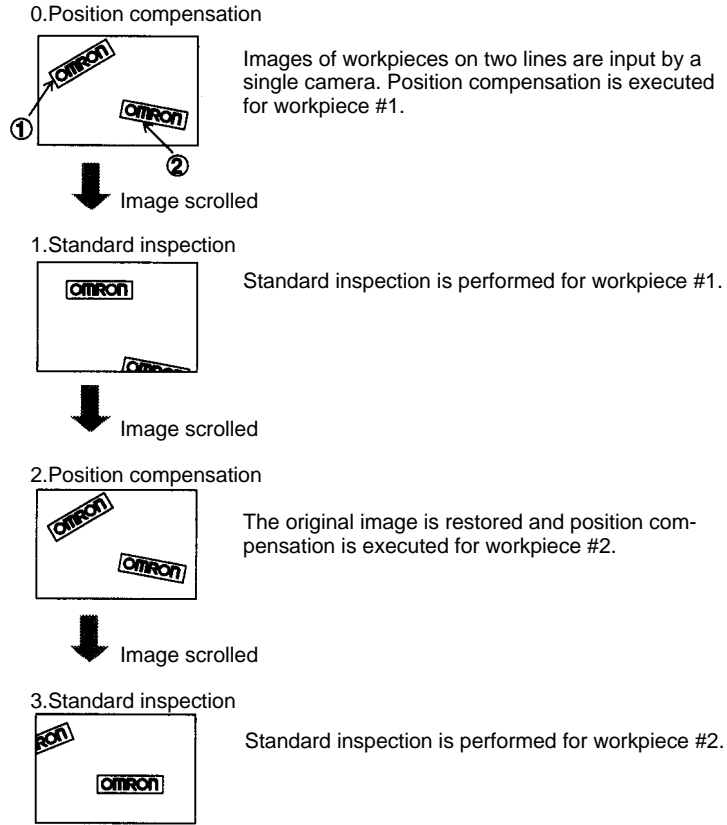 0.Position compensation
OMRON
Images of workpieces on two lines are input by a
single camera. Position compensation is executed
for workpiece #1.
OMRON
①
②
Image scrolled
1.Standard inspection
OMRON
Standard inspection is performed for workpiece #1.
OMRON
Image scrolled
2.Position compensation
OMRON
The original image is restored and position com-
pensation is executed for workpiece #2.
OMRON
Image scrolled
3.Standard inspection
RON
Standard inspection is performed for workpiece #2.
OMRON